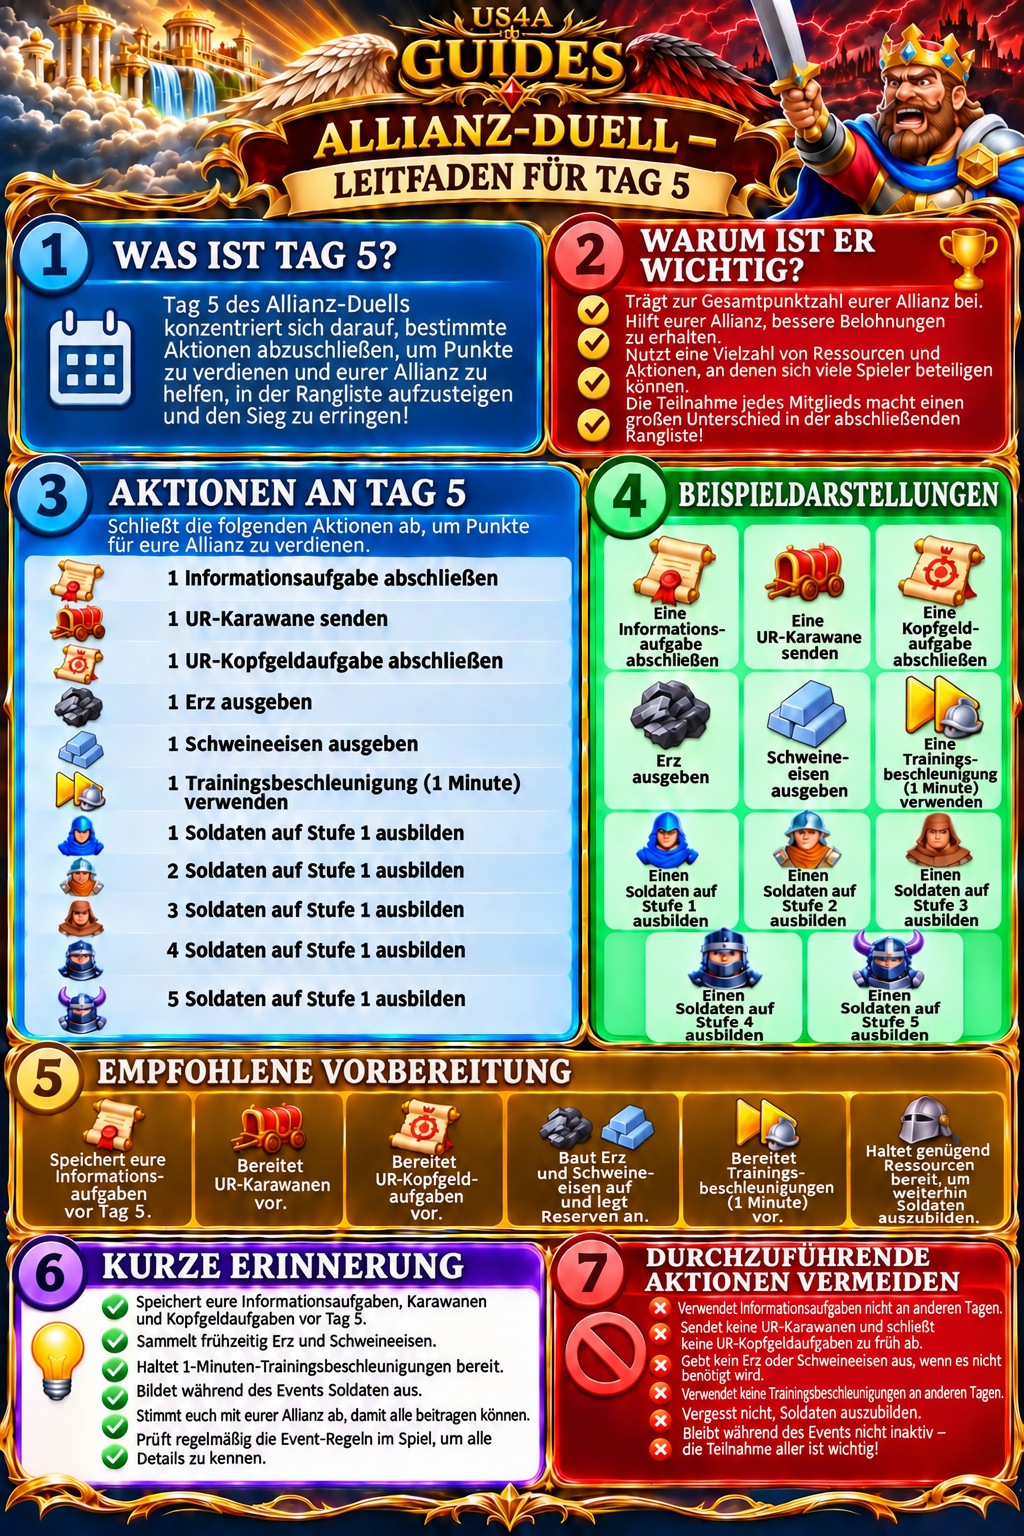 US4A
DU
GUIDES
ALLIANZ-DUELL –
LEITFADEN FÜR TAG 5
1
WAS IST TAG 5?
Tag 5 des Allianz-Duells
konzentriert sich darauf, bestimmte
Aktionen abzuschließen, um Punkte
zu verdienen und eurer Allianz zu
helfen, in der Rangliste aufzusteigen
und den Sieg zu erringen!
2
WARUM IST ER
WICHTIG?
Trägt zur Gesamtpunktzahl eurer Allianz bei.
Hilft eurer Allianz, bessere Belohnungen
zu erhalten.
Nutzt eine Vielzahl von Ressourcen und
Aktionen, an denen sich viele Spieler beteiligen
können.
Die Teilnahme jedes Mitglieds macht einen
großen Unterschied in der abschließenden
Rangliste!
3
AKTIONEN AN TAG 5
Schließt die folgenden Aktionen ab, um Punkte
für eure Allianz zu verdienen.
1 Informationsaufgabe abschließen
1 UR-Karawane senden
1 UR-Kopfgeldaufgabe abschließen
1 Erz ausgeben
1 Schweineeisen ausgeben
1 Trainingsbeschleunigung (1 Minute)
verwenden
1 Soldaten auf Stufe 1 ausbilden
2 Soldaten auf Stufe 1 ausbilden
3 Soldaten auf Stufe 1 ausbilden
4 Soldaten auf Stufe 1 ausbilden
5 Soldaten auf Stufe 1 ausbilden
4
BEISPIELDARSTELLUNGEN
Eine
Informations-
aufgabe
abschließen
Eine
UR-Karawane
senden
Eine
Kopfgeld-
aufgabe
abschließen
Erz
ausgeben
Schweine-
eisen
ausgeben
Eine
Trainings-
beschleunigung
(1 Minute)
verwenden
Einen
Soldaten auf
Stufe 1
ausbilden
Einen
Soldaten auf
Stufe 2
ausbilden
Einen
Soldaten auf
Stufe 3
ausbilden
Einen
Soldaten auf
Stufe 4
ausbilden
Einen
Soldaten auf
Stufe 5
ausbilden
5
EMPFOHLENE VORBEREITUNG
Speichert eure
Informations-
aufgaben
vor Tag 5.
Bereitet
UR-Karawanen
vor.
Bereitet
UR-Kopfgeld-
aufgaben
vor.
Baut Erz
und Schweine-
eisen auf
und legt
Reserven an.
Bereitet
Trainings-
beschleunigungen
(1 Minute)
vor.
Haltet genügend
Ressourcen
bereit, um
weiterhin
Soldaten
auszubilden.
6
KURZE ERINNERUNG
Speichert eure Informationsaufgaben, Karawanen
und Kopfgeldaufgaben vor Tag 5.
Sammelt frühzeitig Erz und Schweineeisen.
Haltet 1-Minuten-Trainingsbeschleunigungen bereit.
Bildet während des Events Soldaten aus.
Stimmt euch mit eurer Allianz ab, damit alle beitragen können.
Prüft regelmäßig die Event-Regeln im Spiel, um alle
Details zu kennen.
7
DURCHZUFÜHRENDE
AKTIONEN VERMEIDEN
Verwendet Informationsaufgaben nicht an anderen Tagen.
Sendet keine UR-Karawanen und schließt
keine UR-Kopfgeldaufgaben zu früh ab.
Gebt kein Erz oder Schweineeisen aus, wenn es nicht
benötigt wird.
Verwendet keine Trainingsbeschleunigungen an anderen Tagen.
Vergesst nicht, Soldaten auszubilden.
Bleibt während des Events nicht inaktiv –
die Teilnahme aller ist wichtig!